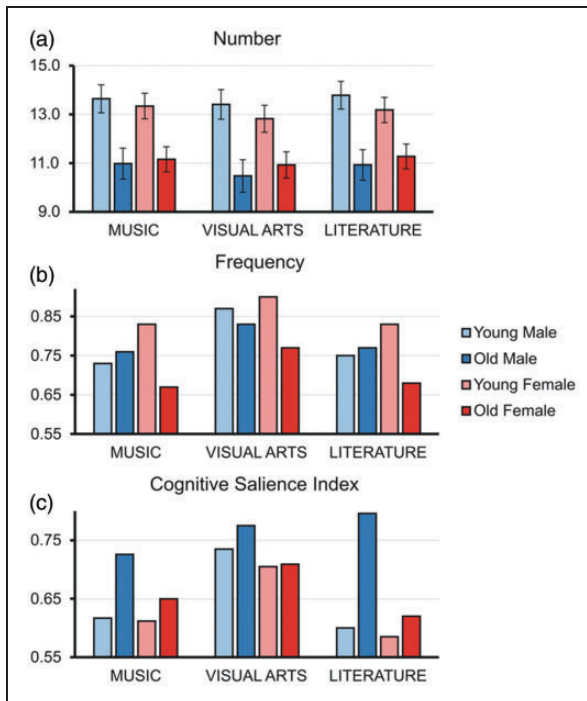 (a)
Number
15.0
13.0
11.0
9.0
MUSIC VISUAL ARTS LITERATURE
(b)
Frequency
0.85
0.75
0.65
0.55
MUSIC VISUAL ARTS LITERATURE
Young Male
Old Male
Young Female
Old Female
(c)
Cognitive Salience Index
0.75
0.65
0.55
MUSIC VISUAL ARTS LITERATURE